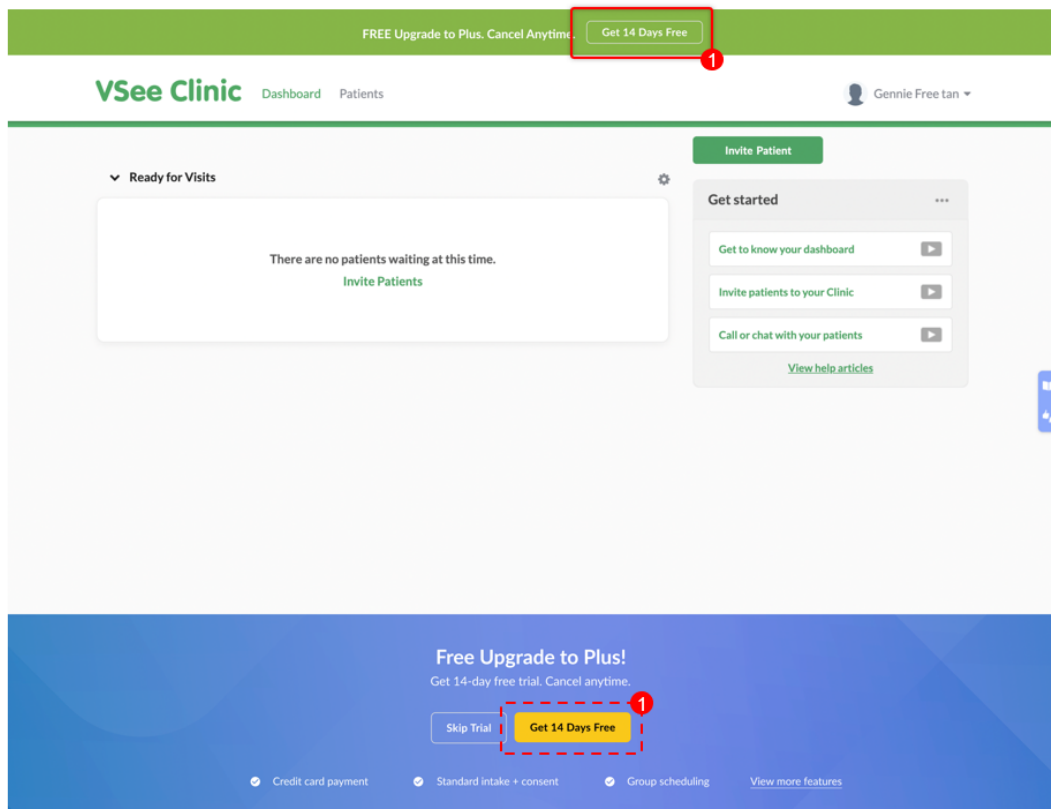 FREE Upgrade to Plus. Cancel Anytime. Get 14 Days Free
1
VSee Clinic Dashboard Patients Gennie Free tan
Invite Patient
Ready for Visits
Get started
There are no patients waiting at this time.
Invite Patients
Get to know your dashboard
Invite patients to your Clinic
Call or chat with your patients
View help articles
Free Upgrade to Plus!
Get 14-day free trial. Cancel anytime.
1
Skip Trial Get 14 Days Free
Credit card payment Standard intake + consent Group scheduling View more features